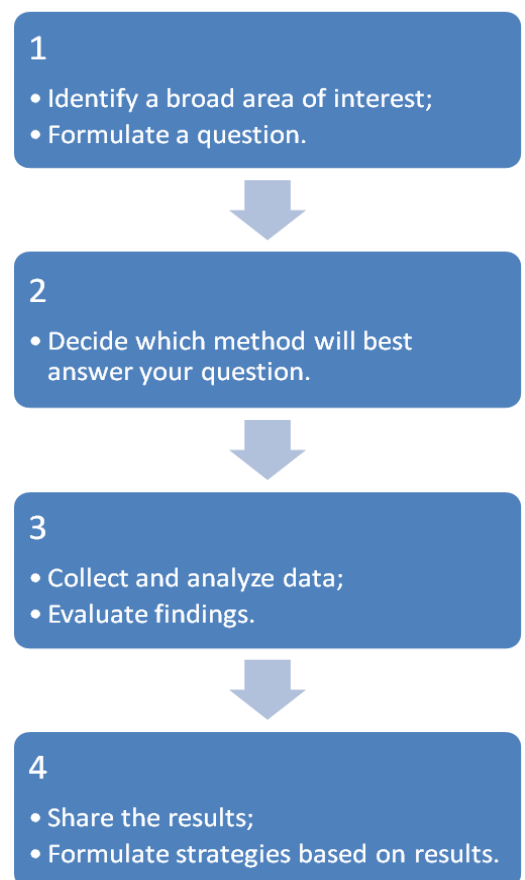 1
• Identify a broad area of interest;
• Formulate a question.
2
• Decide which method will best
answer your question.
3
• Collect and analyze data;
• Evaluate findings.
4
• Share the results;
• Formulate strategies based on results.